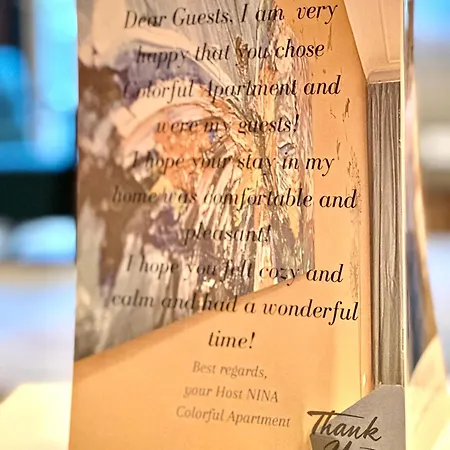 Dear Guests, I am very
happy that you chose
Colorful Apartment and
were my guests!
I hope your stay in my
home was comfortable and
pleasant!
I hope you felt cozy and
calm and had a wonderful
time!
Best regards,
your Host NINA
Colorful Apartment
Thank